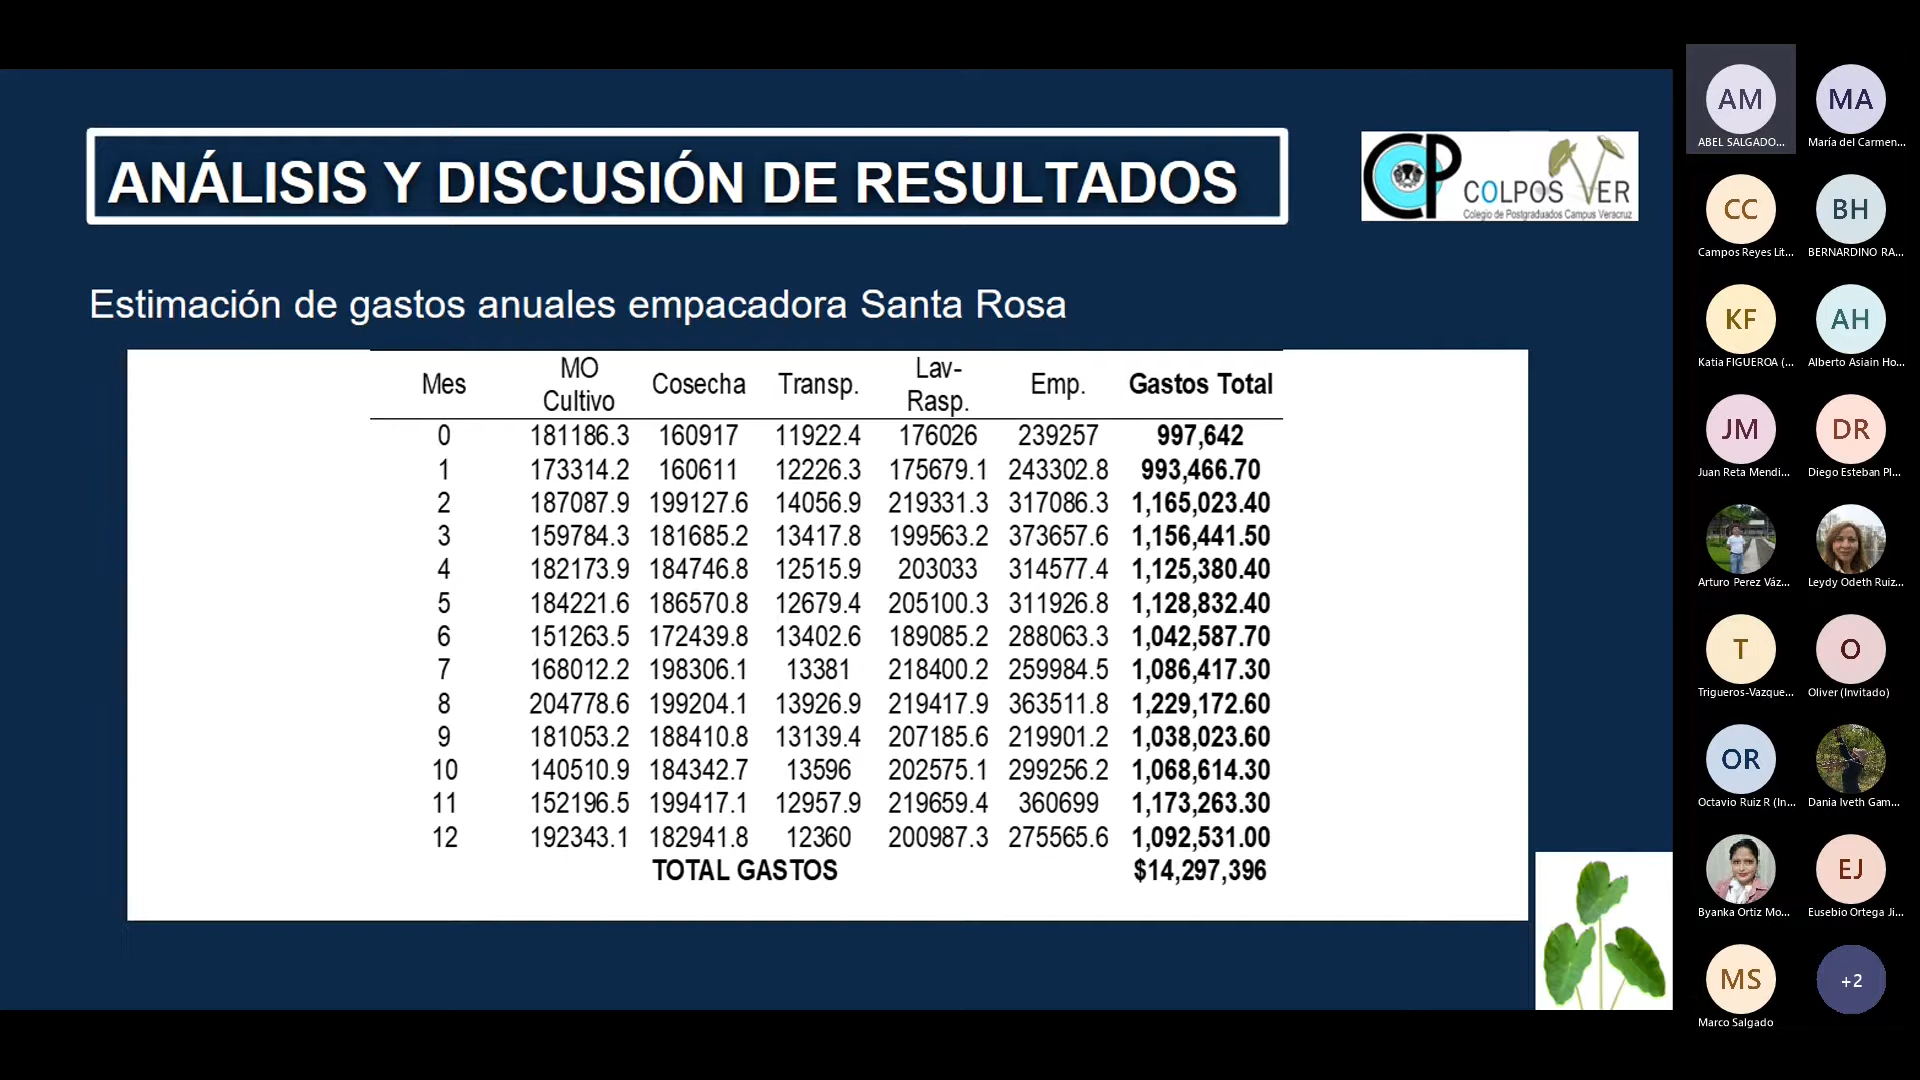 ANÁLISIS Y DISCUSIÓN DE RESULTADOS
CP COLPOS VER
Colegio de Postgraduados Campus Veracruz
Estimación de gastos anuales empacadora Santa Rosa
Mes MO Cultivo Cosecha Transp. Lav-Rasp. Emp. Gastos Total
0 181186.3 160917 11922.4 176026 239257 997,642
1 173314.2 160611 12226.3 175679.1 243302.8 993,466.70
2 187087.9 199127.6 14056.9 219331.3 317086.3 1,165,023.40
3 159784.3 181685.2 13417.8 199563.2 373657.6 1,156,441.50
4 182173.9 184746.8 12515.9 203033 314577.4 1,125,380.40
5 184221.6 186570.8 12679.4 205100.3 311926.8 1,128,832.40
6 151263.5 172439.8 13402.6 189085.2 288063.3 1,042,587.70
7 168012.2 198306.1 13381 218400.2 259984.5 1,086,417.30
8 204778.6 199204.1 13926.9 219417.9 363511.8 1,229,172.60
9 181053.2 188410.8 13139.4 207185.6 219901.2 1,038,023.60
10 140510.9 184342.7 13596 202575.1 299256.2 1,068,614.30
11 152196.5 199417.1 12957.9 219659.4 360699 1,173,263.30
12 192343.1 182941.8 12360 200987.3 275565.6 1,092,531.00
TOTAL GASTOS $14,297,396
AM MA
ABEL SALGADO... María del Carmen...
CC BH
Campos Reyes Lit... BERNARDINO RA...
KF AH
Katia FIGUEROA (... Alberto Asiain Ho...
JM DR
Juan Reta Mendi... Diego Esteban Pl...
Arturo Perez Váz... Leydy Odeth Ruiz...
T O
Trigueros-Vazque... Oliver (Invitado)
OR
Octavio Ruiz R (In... Dania Iveth Gam...
EJ
Byanka Ortiz Mo... Eusebio Ortega Ji...
MS +2
Marco Salgado